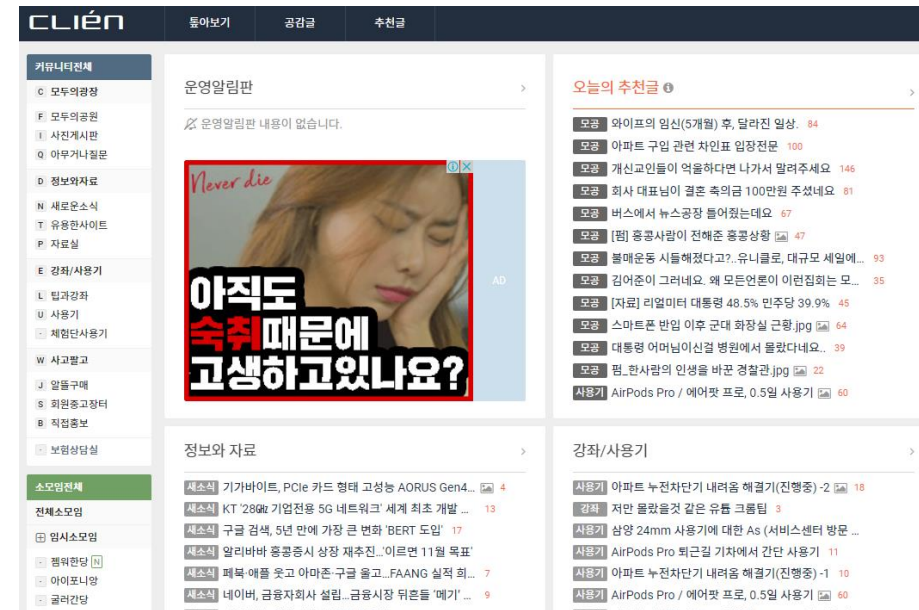 CLIEN
톺아보기 공감글 추천글
커뮤니티전체
C 모두의광장
F 모두의공원
I 사진게시판
Q 아무거나질문
D 정보와자료
N 새로운소식
T 유용한사이트
P 자료실
E 강좌/사용기
L 팁과강좌
U 사용기
· 체험단사용기
W 사고팔고
J 알뜰구매
S 회원중고장터
B 직접홍보
· 보험상담실
소모임전체
전체소모임
임시소모임
· 젬워한당 N
· 아이포니앙
· 굴러간당
운영알림판
운영알림판 내용이 없습니다.
Never die
아직도
숙취때문에
고생하고있나요?
AD
오늘의 추천글
모공 와이프의 임신(5개월) 후, 달라진 일상. 84
모공 아파트 구입 관련 차인표 입장전문 100
모공 개신교인들이 억울하다면 나가서 말려주세요 146
모공 회사 대표님이 결혼 축의금 100만원 주셨네요 81
모공 버스에서 뉴스공장 틀어줬는데요 67
모공 [펌] 홍콩사람이 전해준 홍콩상황 47
모공 불매운동 시들해졌다고?..유니클로, 대규모 세일에... 93
모공 김어준이 그러네요. 왜 모든언론이 이런집회는 모... 35
모공 [자료] 리얼미터 대통령 48.5% 민주당 39.9% 45
모공 스마트폰 반입 이후 군대 화장실 근황.jpg 64
모공 대통령 어머님이신걸 병원에서 몰랐다네요.. 39
모공 펌_한사람의 인생을 바꾼 경찰관.jpg 22
사용기 AirPods Pro / 에어팟 프로, 0.5일 사용기 60
정보와 자료
새소식 기가바이트, PCIe 카드 형태 고성능 AORUS Gen4... 4
새소식 KT '28㎓ 기업전용 5G 네트워크' 세계 최초 개발 ... 13
새소식 구글 검색, 5년 만에 가장 큰 변화 'BERT 도입' 17
새소식 알리바바 홍콩증시 상장 재추진…'이르면 11월 목표'
새소식 페북·애플 웃고 아마존·구글 울고…FAANG 실적 희... 7
새소식 네이버, 금융자회사 설립…금융시장 뒤흔들 '메기' ... 9
강좌/사용기
사용기 아파트 누전차단기 내려옴 해결기(진행중) -2 18
강좌 저만 몰랐을것 같은 유튭 크롬팁 3
사용기 삼양 24mm 사용기에 대한 As (서비스센터 방문 ...
사용기 AirPods Pro 퇴근길 기차에서 간단 사용기 11
사용기 아파트 누전차단기 내려옴 해결기(진행중) -1 10
사용기 AirPods Pro / 에어팟 프로, 0.5일 사용기 60